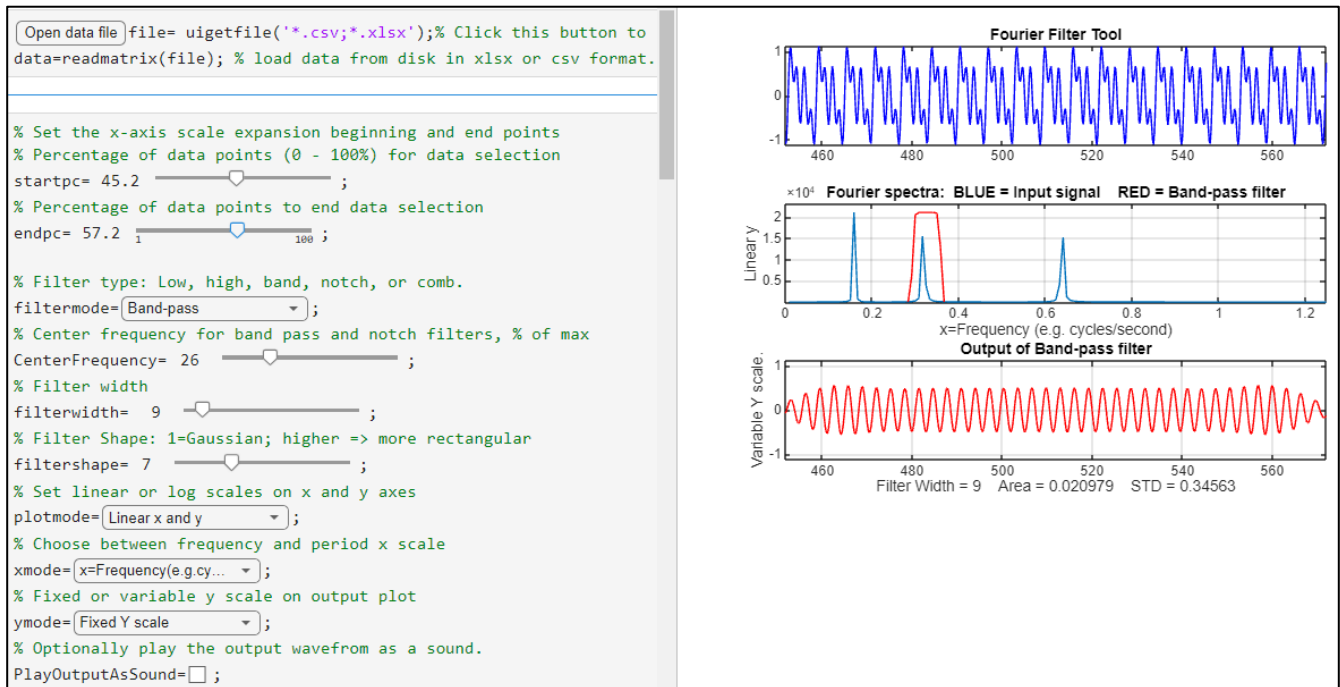 Open data file file= uigetfile('*.csv;*.xlsx');% Click this button to
data=readmatrix(file); % load data from disk in xlsx or csv format.
% Set the x-axis scale expansion beginning and end points
% Percentage of data points (0 - 100%) for data selection
startpc= 45.2 ;
% Percentage of data points to end data selection
endpc= 57.2 1 100 ;
% Filter type: Low, high, band, notch, or comb.
filtermode= Band-pass ;
% Center frequency for band pass and notch filters, % of max
CenterFrequency= 26 ;
% Filter width
filterwidth= 9 ;
% Filter Shape: 1=Gaussian; higher => more rectangular
filtershape= 7 ;
% Set linear or log scales on x and y axes
plotmode= Linear x and y ;
% Choose between frequency and period x scale
xmode= x=Frequency(e.g.cy... ;
% Fixed or variable y scale on output plot
ymode= Fixed Y scale ;
% Optionally play the output wavefrom as a sound.
PlayOutputAsSound= ;
Fourier Filter Tool
1
0
-1
460 480 500 520 540 560
×10⁴ Fourier spectra: BLUE = Input signal RED = Band-pass filter
Linear y
2
1.5
1
0.5
0 0.2 0.4 0.6 0.8 1 1.2
x=Frequency (e.g. cycles/second)
Output of Band-pass filter
Variable Y scale.
1
0
-1
460 480 500 520 540 560
Filter Width = 9 Area = 0.020979 STD = 0.34563